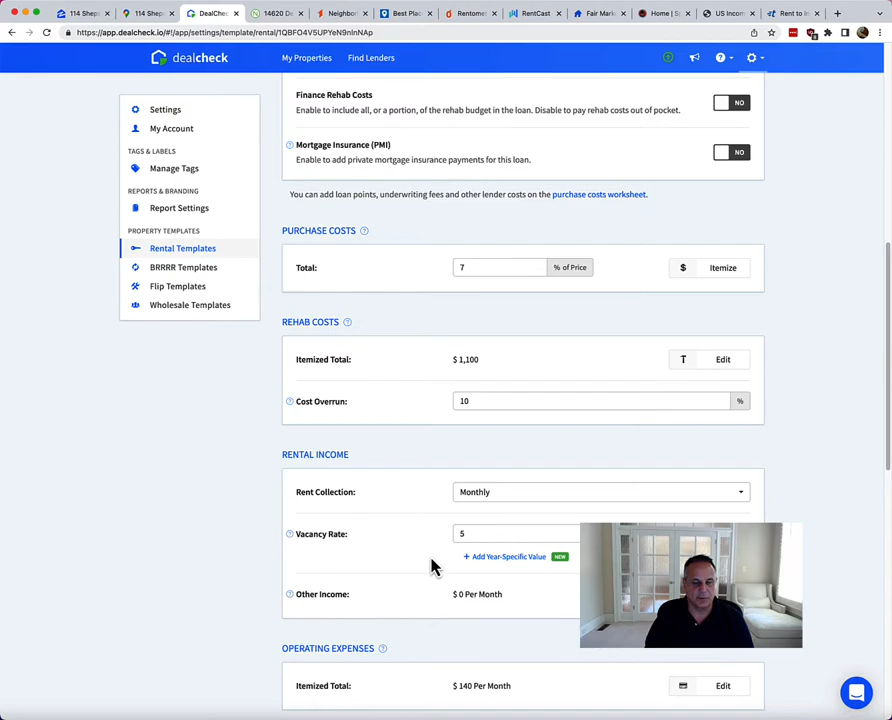 114 Shep
114 Shep
DealChec
14620 De
Neighbor
Best Plac
Rentome
RentCast
Fair Mark
Home | Sp
US Incom
Rent to In
https://app.dealcheck.io/#!/app/settings/template/rental/1QBFO4V5UPYeN9nInNAp
dealcheck
My Properties
Find Lenders
Settings
My Account
TAGS & LABELS
Manage Tags
REPORTS & BRANDING
Report Settings
PROPERTY TEMPLATES
Rental Templates
BRRRR Templates
Flip Templates
Wholesale Templates
Finance Rehab Costs
NO
Enable to include all, or a portion, of the rehab budget in the loan. Disable to pay rehab costs out of pocket.
Mortgage Insurance (PMI)
NO
Enable to add private mortgage insurance payments for this loan.
You can add loan points, underwriting fees and other lender costs on the purchase costs worksheet.
PURCHASE COSTS
Total: 7 % of Price $ Itemize
REHAB COSTS
Itemized Total: $ 1,100 T Edit
Cost Overrun: 10 %
RENTAL INCOME
Rent Collection: Monthly
Vacancy Rate: 5
+ Add Year-Specific Value NEW
Other Income: $ 0 Per Month
OPERATING EXPENSES
Itemized Total: $ 140 Per Month Edit